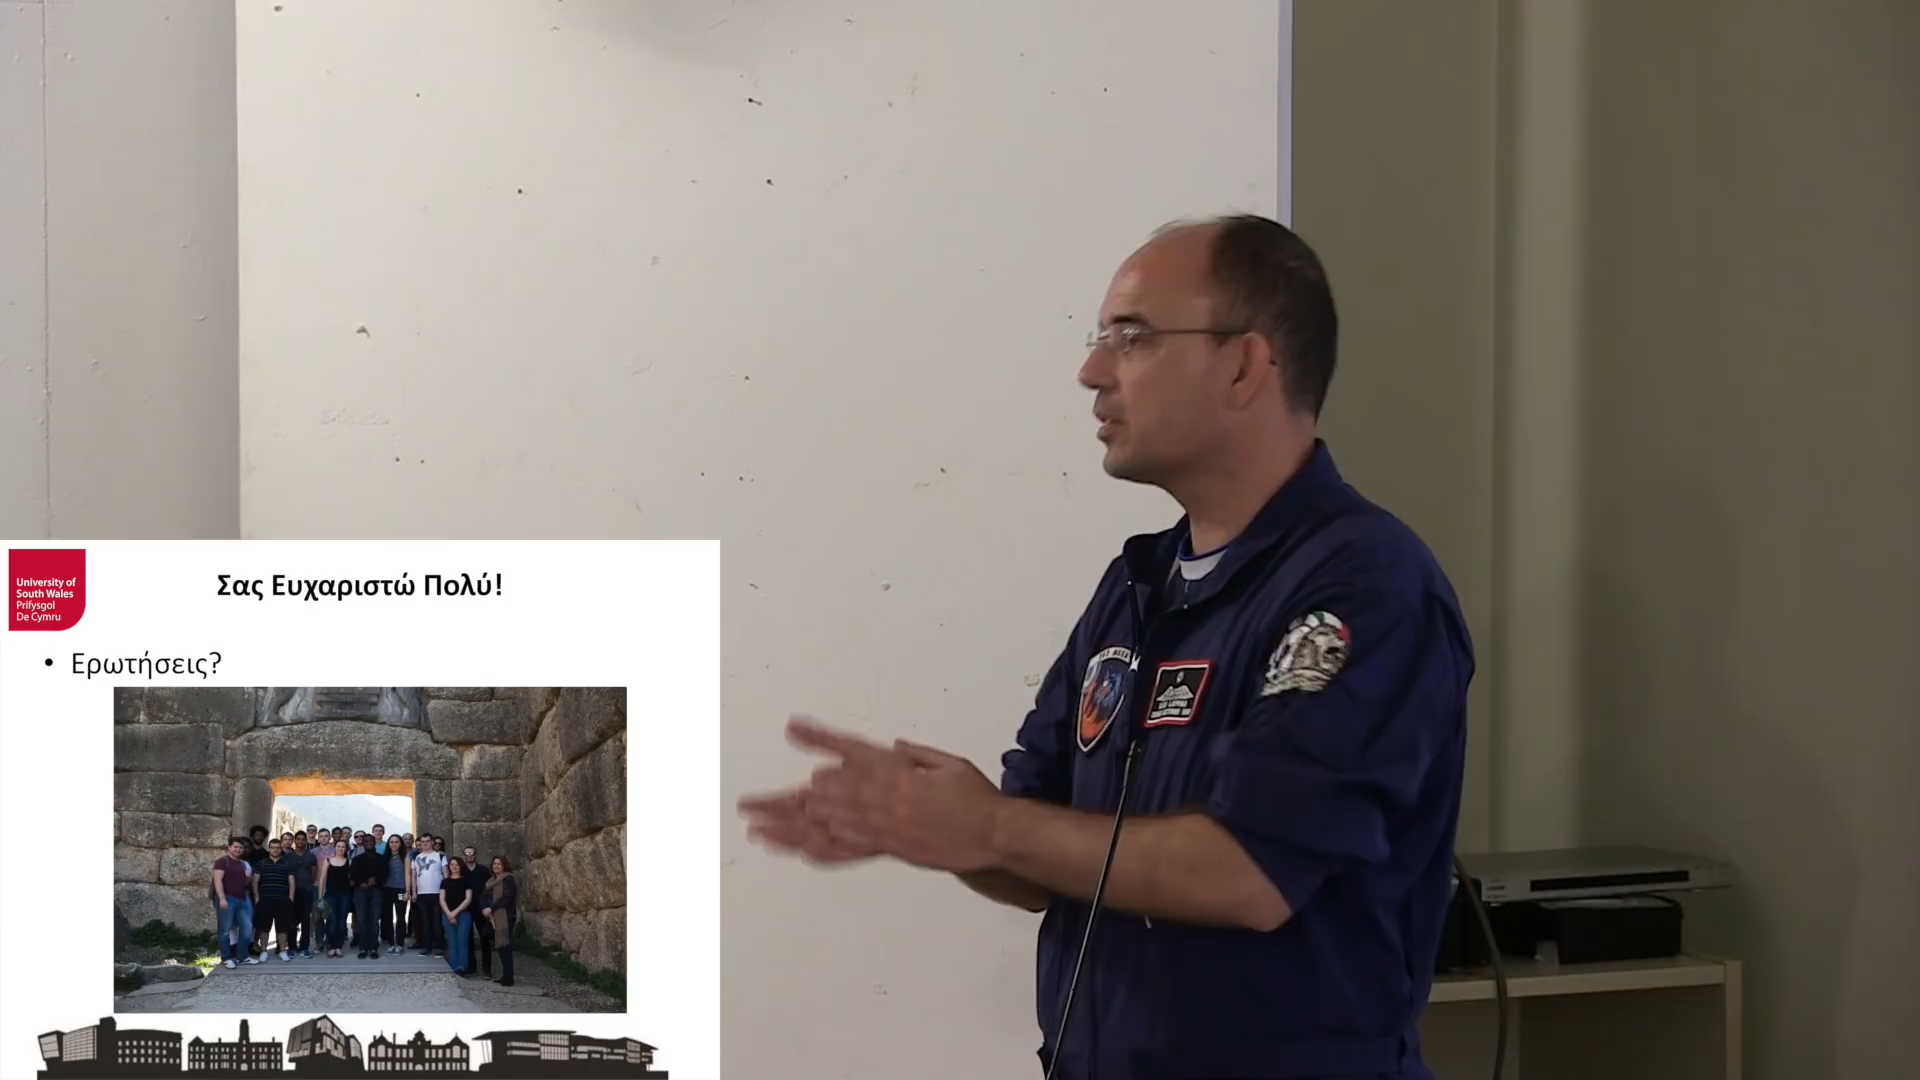 University of
South Wales
Prifysgol
De Cymru
Σας Ευχαριστώ Πολύ!
• Ερωτήσεις?